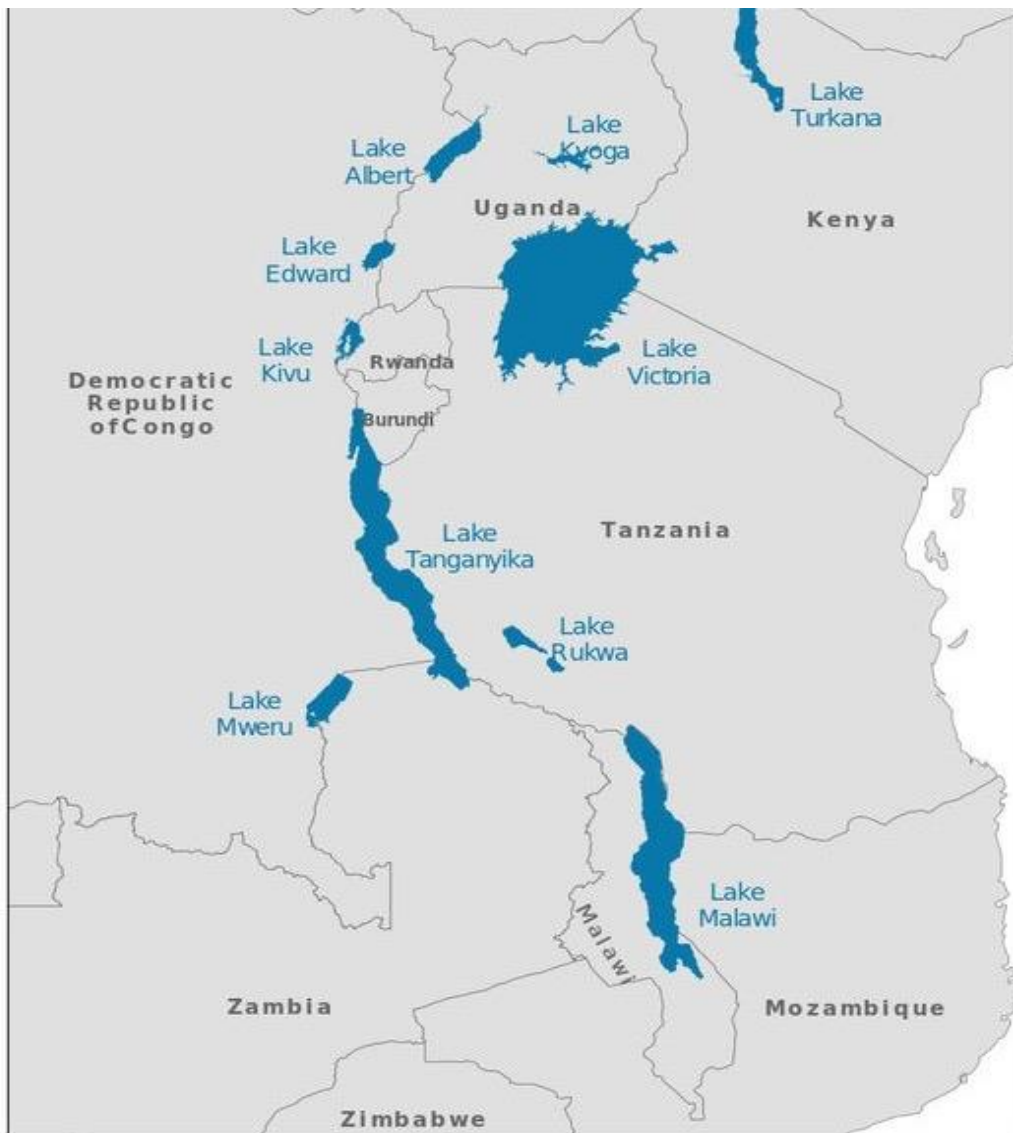 Lake
Turkana
Lake
Kyoga
Lake
Albert
Uganda
Kenya
Lake
Edward
Lake
Kivu
Rwanda
Lake
Victoria
Democratic
Republic
ofCongo
Burundi
Lake
Tanganyika
Tanzania
Lake
Rukwa
Lake
Mweru
Lake
Malawi
Malawi
Zambia
Mozambique
Zimbabwe